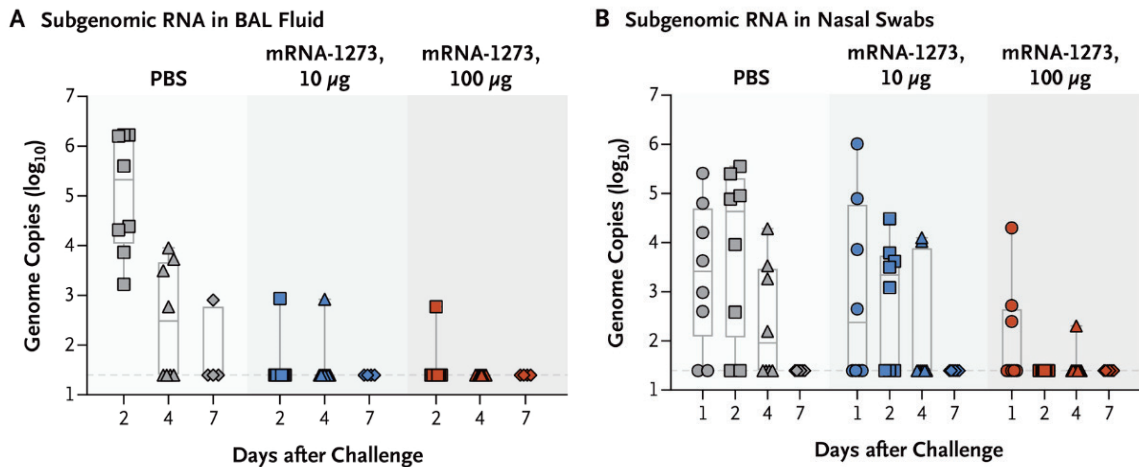 A Subgenomic RNA in BAL Fluid
PBS
mRNA-1273,
10 µg
mRNA-1273,
100 µg
Genome Copies (log10)
7
6
5
4
3
2
1
2 4 7 2 4 7 2 4 7
Days after Challenge
B Subgenomic RNA in Nasal Swabs
PBS
mRNA-1273,
10 µg
mRNA-1273,
100 µg
Genome Copies (log10)
7
6
5
4
3
2
1
1 2 4 7 1 2 4 7 1 2 4 7
Days after Challenge